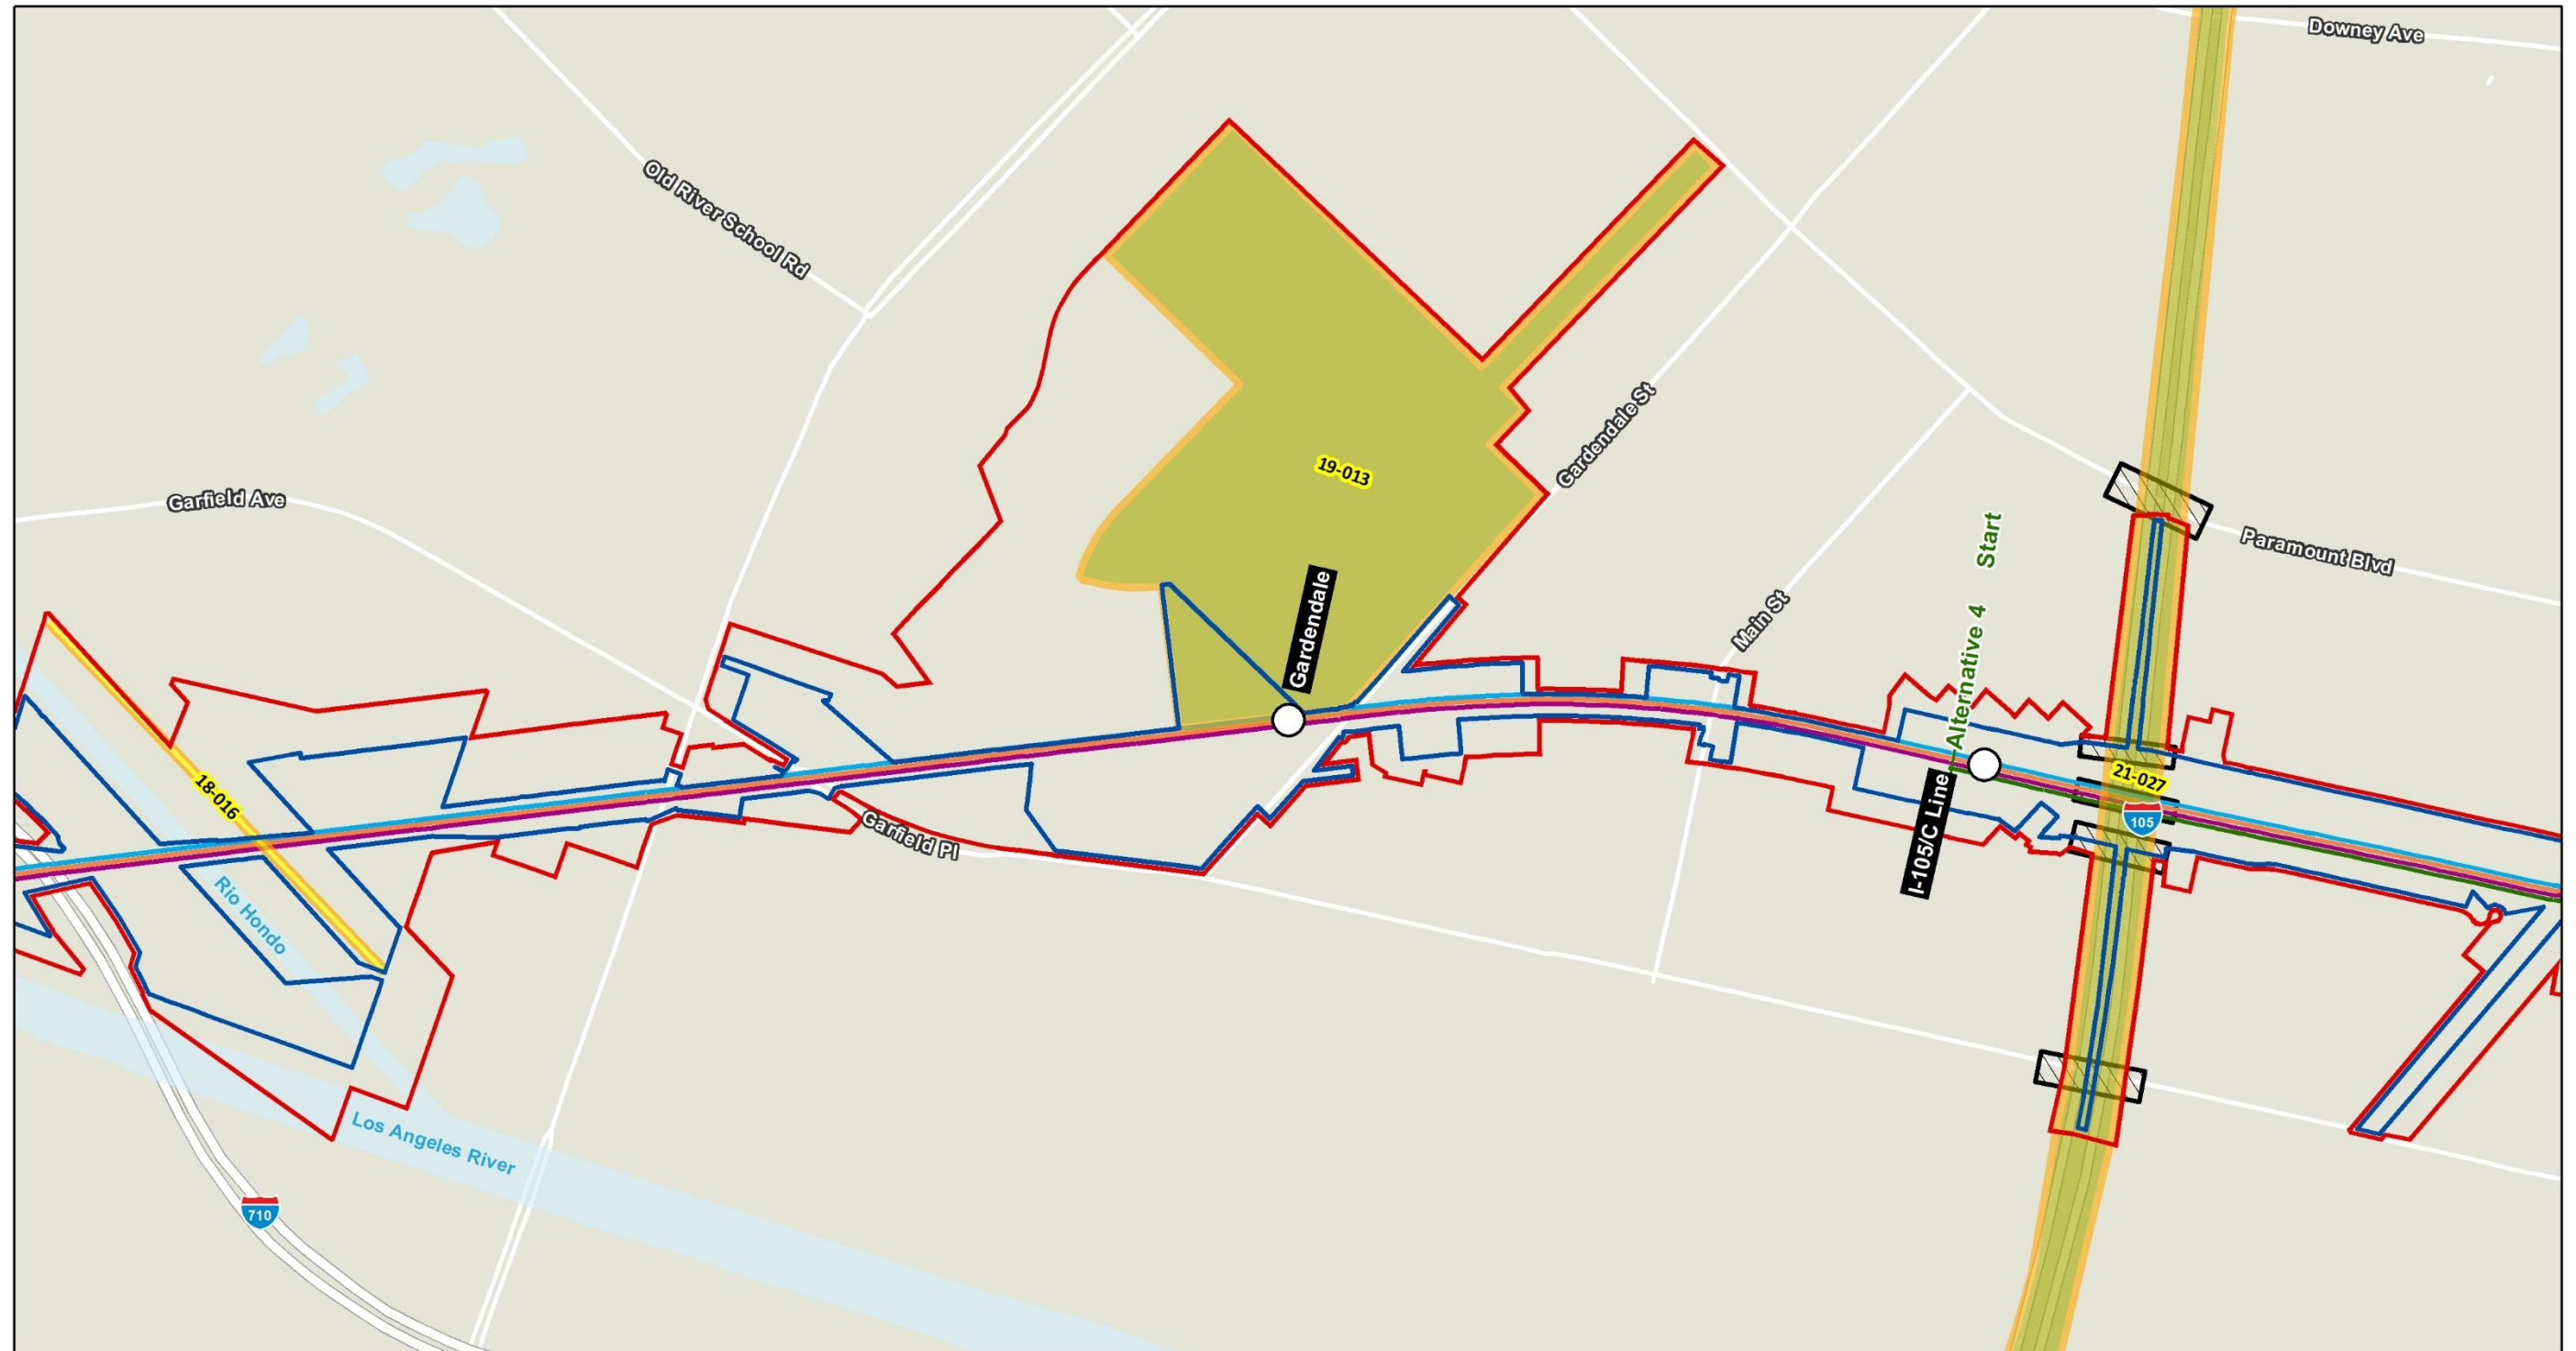 Downey Ave
Old River School Rd
Garfield Ave
19-013
Gardendale St
Paramount Blvd
Alternative 4 Start
Gardendale
Main St
18-016
21-027
105
I-105/C Line
Garfield Pl
Rio Hondo
Los Angeles River
710